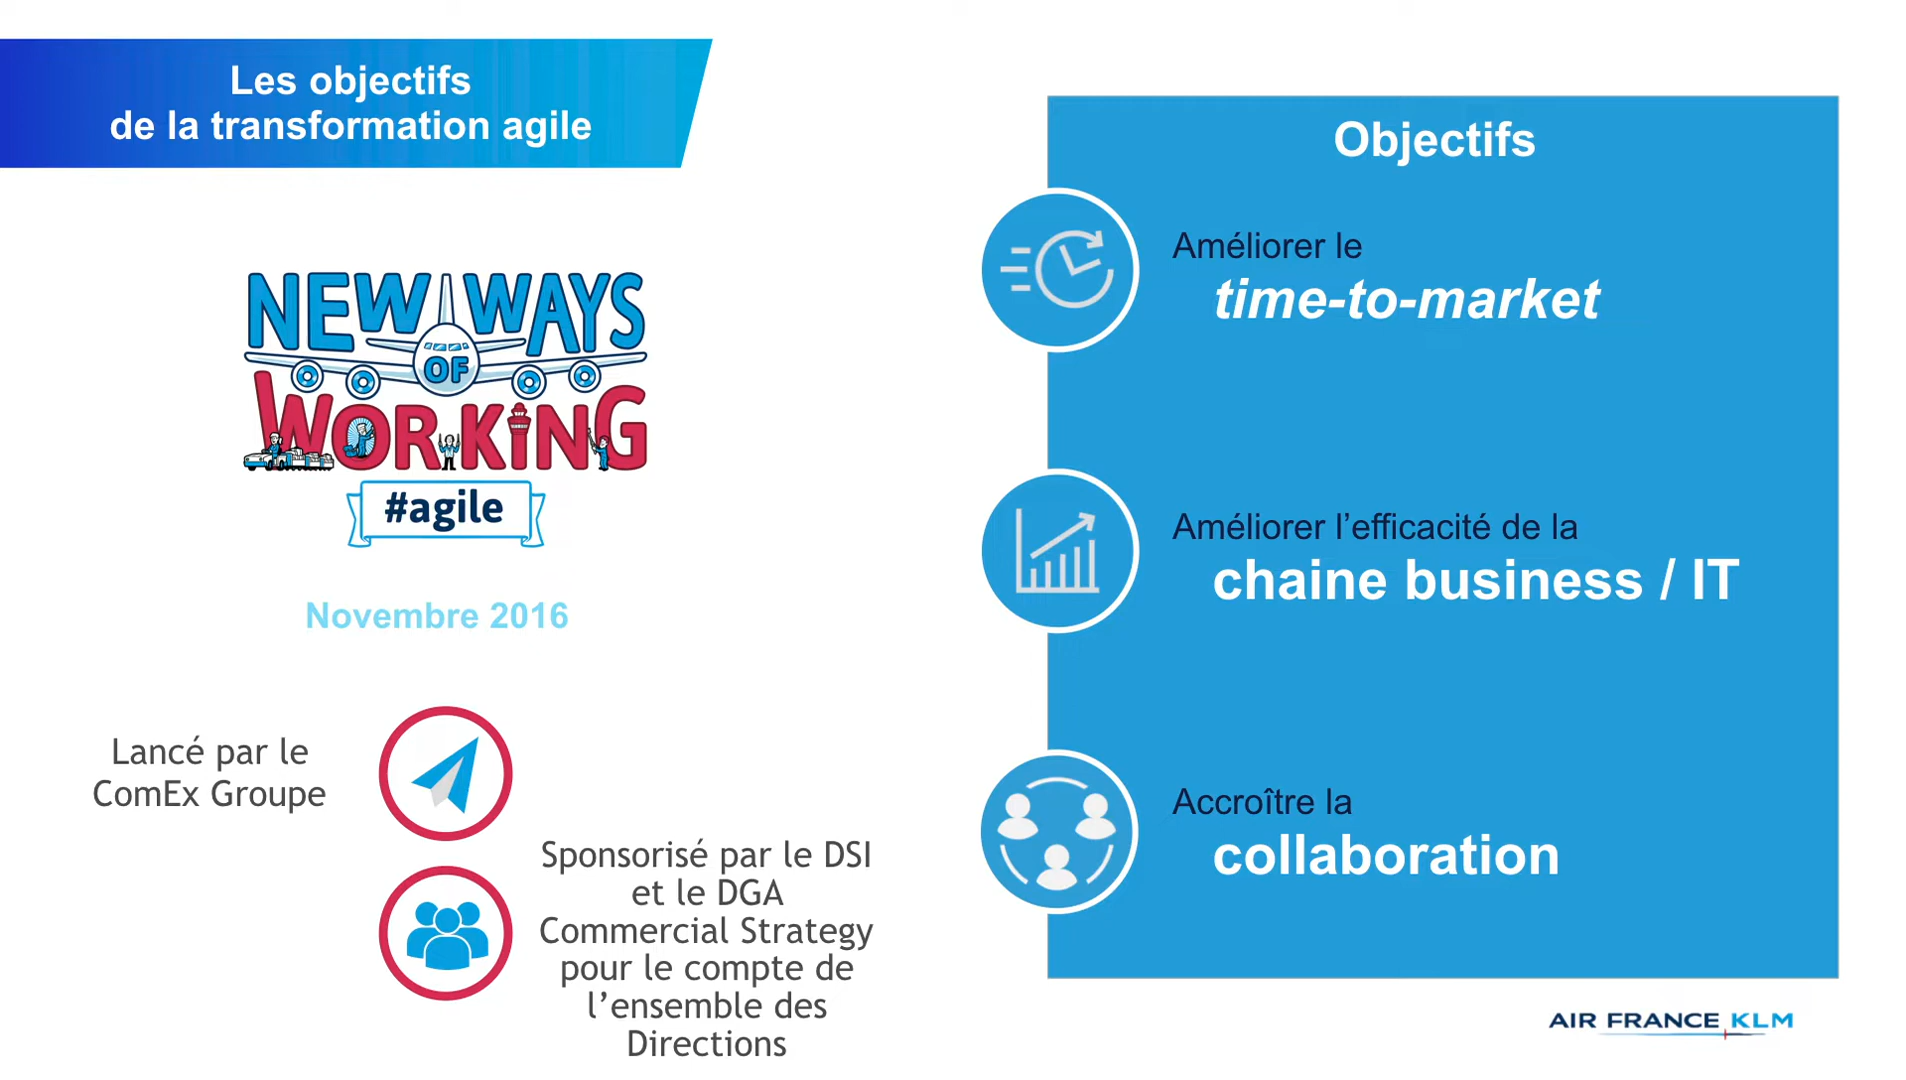 Les objectifs
de la transformation agile
NEW WAYS
OF
WORKING
#agile
Novembre 2016
Lancé par le
ComEx Groupe
Sponsorisé par le DSI
et le DGA
Commercial Strategy
pour le compte de
l’ensemble des
Directions
Objectifs
Améliorer le
time-to-market
Améliorer l’efficacité de la
chaine business / IT
Accroître la
collaboration
AIR FRANCE KLM